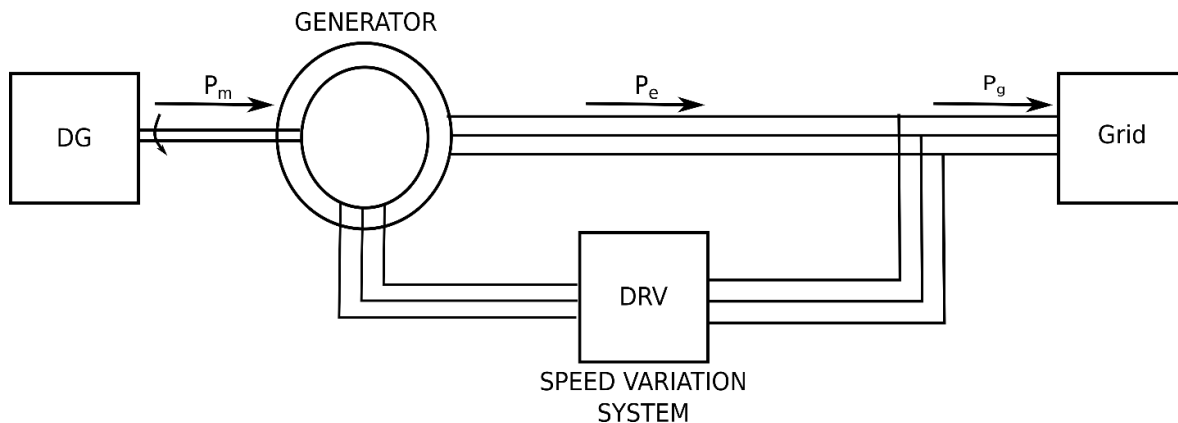 GENERATOR
DG
Pm
Pe
Pg
Grid
DRV
SPEED VARIATION
SYSTEM